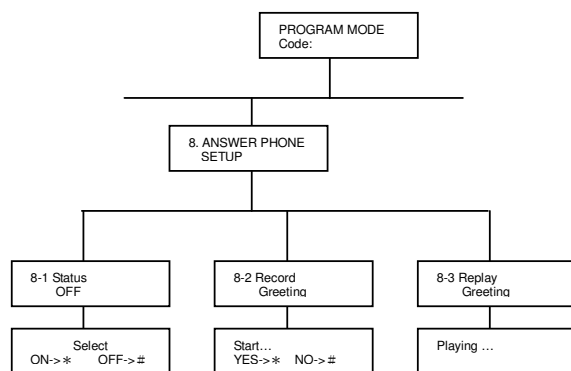 PROGRAM MODE
Code:
8. ANSWER PHONE
SETUP
8-1 Status
OFF
8-2 Record
Greeting
8-3 Replay
Greeting
Select
ON->* OFF->#
Start...
YES->* NO->#
Playing ...